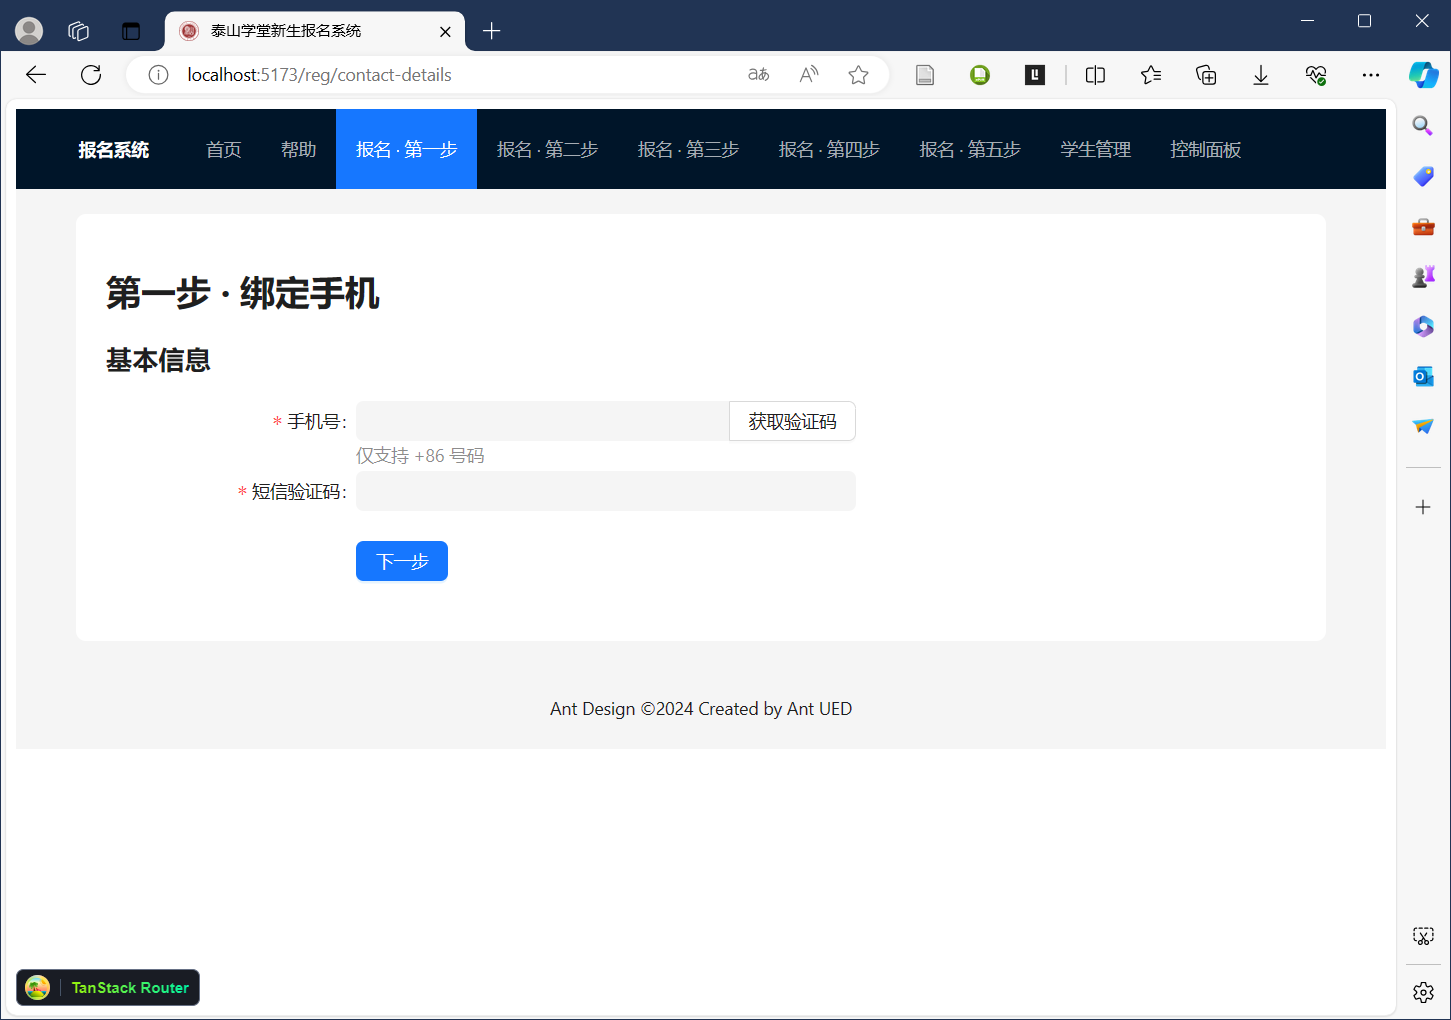 泰山学堂新生报名系统
localhost:5173/reg/contact-details
报名系统 首页 帮助 报名 · 第一步 报名 · 第二步 报名 · 第三步 报名 · 第四步 报名 · 第五步 学生管理 控制面板
第一步 · 绑定手机
基本信息
* 手机号: 获取验证码
仅支持 +86 号码
* 短信验证码:
下一步
Ant Design ©2024 Created by Ant UED
TanStack Router